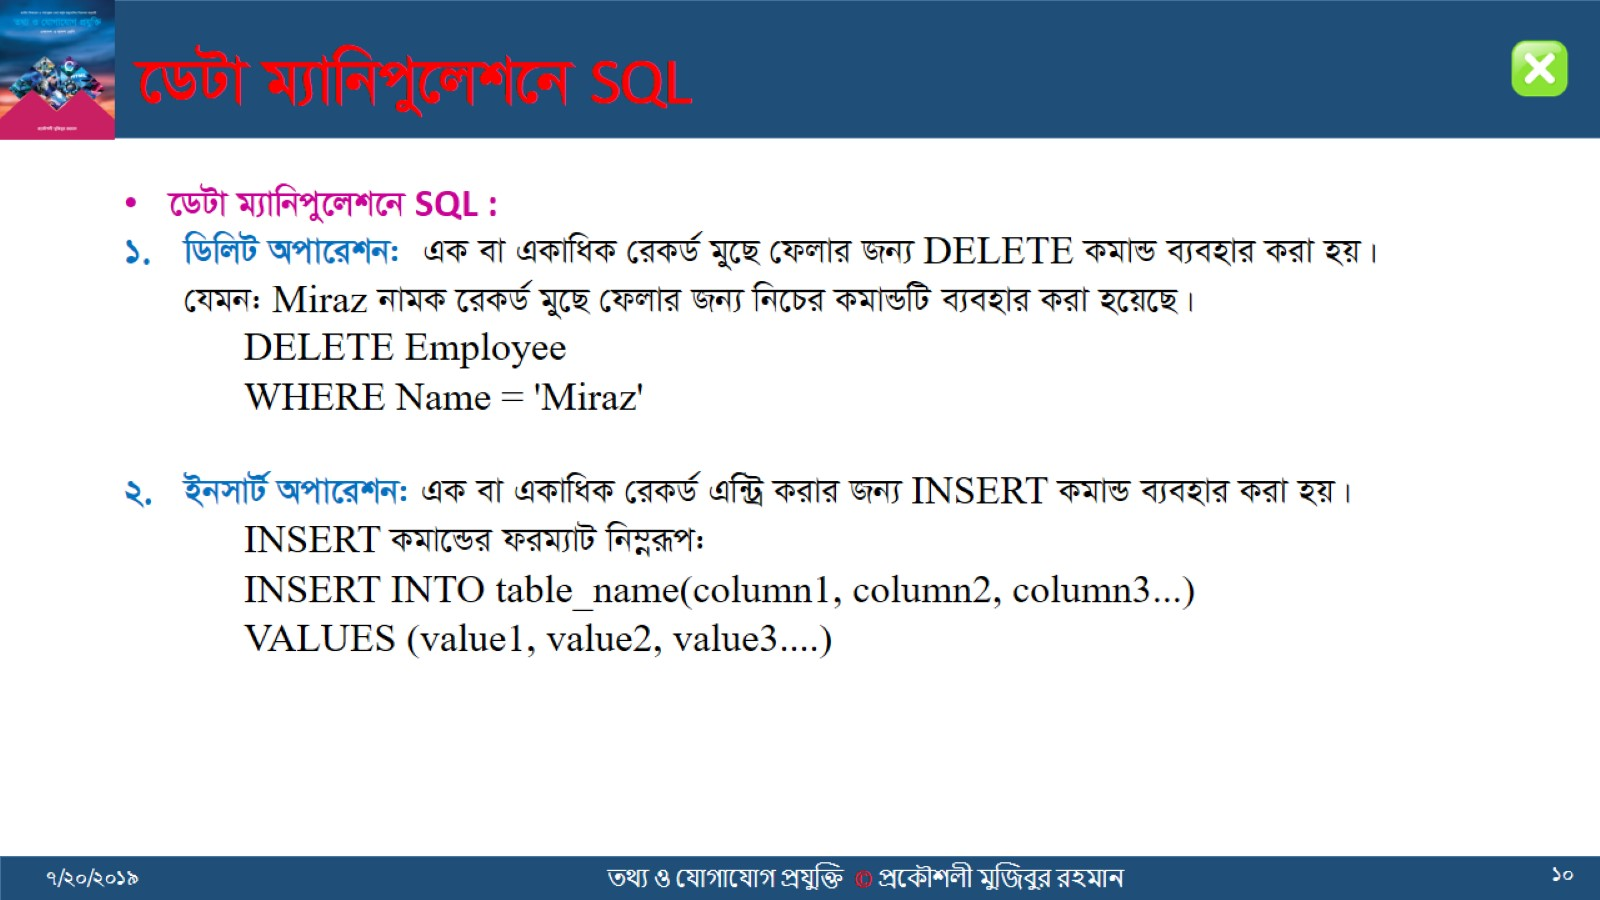 তথ্য ও যোগাযোগ প্রযুক্তি
ডেটা ম্যানিপুলেশনে SQL
• ডেটা ম্যানিপুলেশনে SQL :
১. ডিলিট অপারেশন: এক বা একাধিক রেকর্ড মুছে ফেলার জন্য DELETE কমান্ড ব্যবহার করা হয়।
যেমন: Miraz নামক রেকর্ড মুছে ফেলার জন্য নিচের কমান্ডটি ব্যবহার করা হয়েছে।
DELETE Employee
WHERE Name = 'Miraz'
২. ইনসার্ট অপারেশন: এক বা একাধিক রেকর্ড এন্ট্রি করার জন্য INSERT কমান্ড ব্যবহার করা হয়।
INSERT কমান্ডের ফরম্যাট নিম্নরূপ:
INSERT INTO table_name(column1, column2, column3...)
VALUES (value1, value2, value3....)
৭/২০/২০১৯
তথ্য ও যোগাযোগ প্রযুক্তি © প্রকৌশলী মুজিবুর রহমান
১০